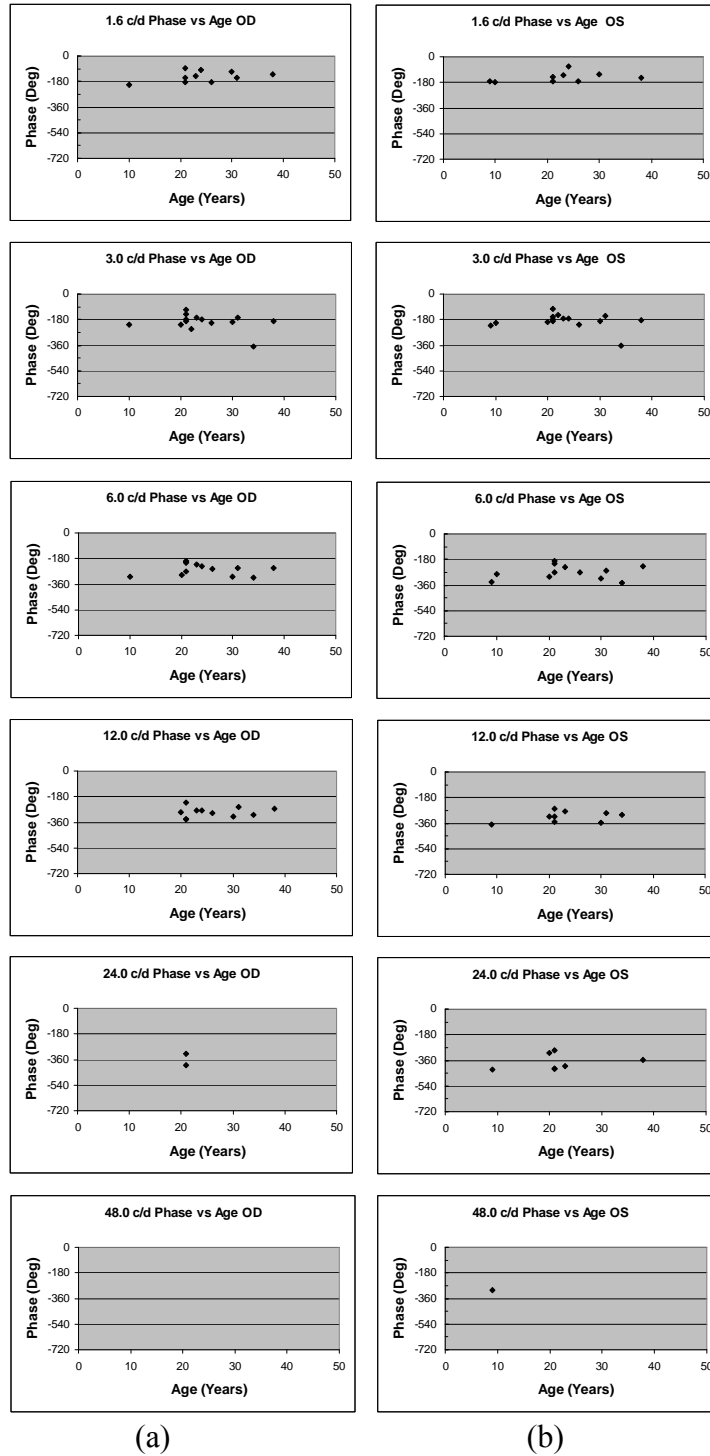 1.6 c/d Phase vs Age OD
0
-180
-360
-540
-720
0 10 20 30 40 50
Phase (Deg)
Age (Years)
1.6 c/d Phase vs Age OS
0
-180
-360
-540
-720
0 10 20 30 40 50
Phase (Deg)
Age (Years)
3.0 c/d Phase vs Age OD
0
-180
-360
-540
-720
0 10 20 30 40 50
Phase (Deg)
Age (Years)
3.0 c/d Phase vs Age OS
0
-180
-360
-540
-720
0 10 20 30 40 50
Phase (Deg)
Age (Years)
6.0 c/d Phase vs Age OD
0
-180
-360
-540
-720
0 10 20 30 40 50
Phase (Deg)
Age (Years)
6.0 c/d Phase vs Age OS
0
-180
-360
-540
-720
0 10 20 30 40 50
Phase (Deg)
Age (Years)
12.0 c/d Phase vs Age OD
0
-180
-360
-540
-720
0 10 20 30 40 50
Phase (Deg)
Age (Years)
12.0 c/d Phase vs Age OS
0
-180
-360
-540
-720
0 10 20 30 40 50
Phase (Deg)
Age (Years)
24.0 c/d Phase vs Age OD
0
-180
-360
-540
-720
0 10 20 30 40 50
Phase (Deg)
Age (Years)
24.0 c/d Phase vs Age OS
0
-180
-360
-540
-720
0 10 20 30 40 50
Phase (Deg)
Age (Years)
48.0 c/d Phase vs Age OD
0
-180
-360
-540
-720
0 10 20 30 40 50
Phase (Deg)
Age (Years)
48.0 c/d Phase vs Age OS
0
-180
-360
-540
-720
0 10 20 30 40 50
Phase (Deg)
Age (Years)
(a)
(b)